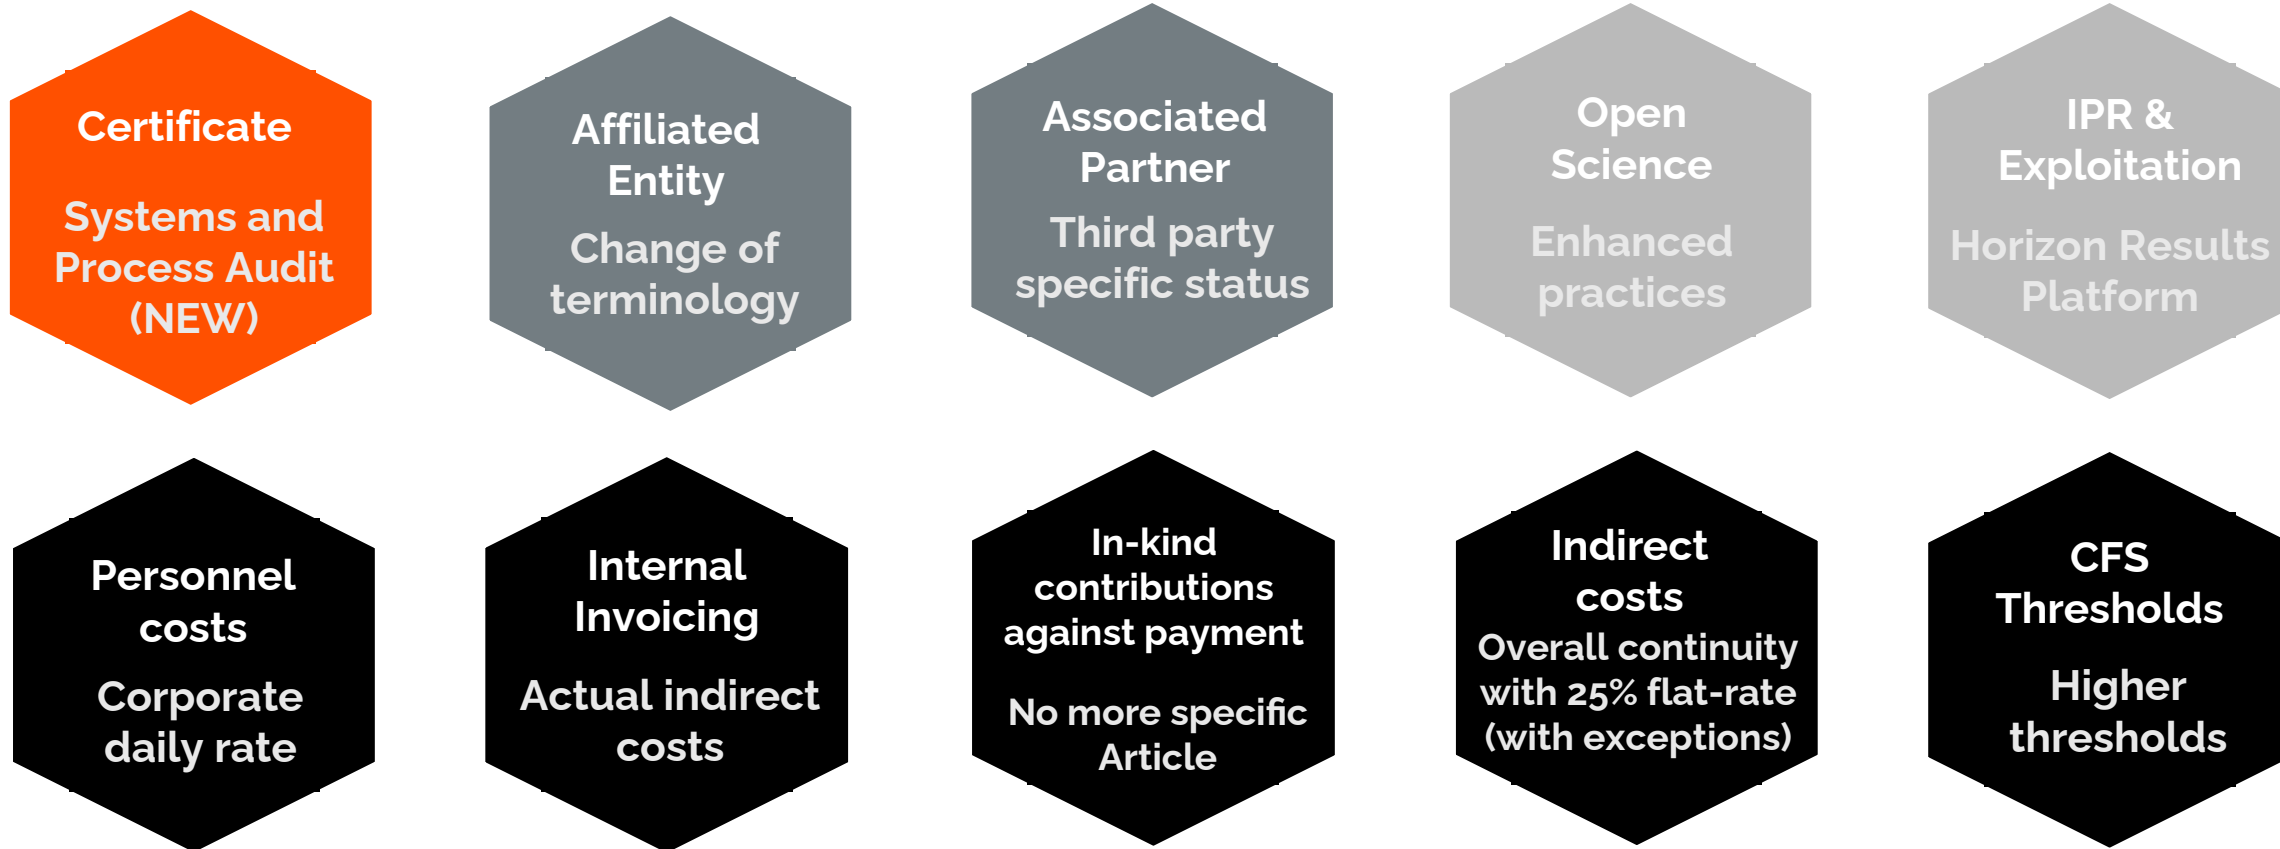 Certificate
Systems and
Process Audit
(NEW)
Affiliated
Entity
Change of
terminology
Associated
Partner
Third party
specific status
Open
Science
Enhanced
practices
IPR &
Exploitation
Horizon Results
Platform
Personnel
costs
Corporate
daily rate
Internal
Invoicing
Actual indirect
costs
In-kind
contributions
against payment
No more specific
Article
Indirect
costs
Overall continuity
with 25% flat-rate
(with exceptions)
CFS
Thresholds
Higher
thresholds